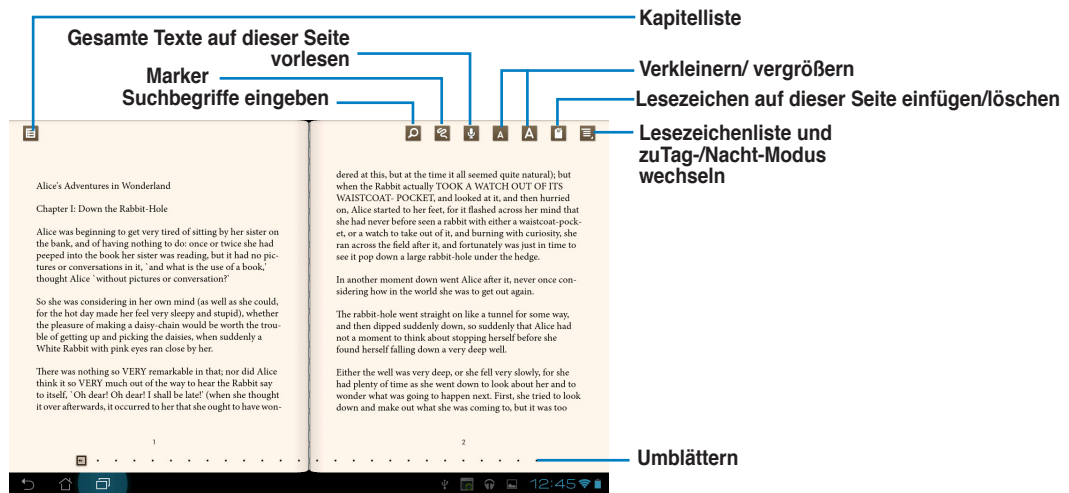 Kapitelliste
Gesamte Texte auf dieser Seite
vorlesen
Marker
Suchbegriffe eingeben
Verkleinern/ vergrößern
Lesezeichen auf dieser Seite einfügen/löschen
Lesezeichenliste und
zuTag-/Nacht-Modus
wechseln
A
A
Alice's Adventures in Wonderland
Chapter I: Down the Rabbit-Hole
Alice was beginning to get very tired of sitting by her sister on
the bank, and of having nothing to do: once or twice she had
peeped into the book her sister was reading, but it had no pic-
tures or conversations in it, `and what is the use of a book,'
thought Alice `without pictures or conversation?'
So she was considering in her own mind (as well as she could,
for the hot day made her feel very sleepy and stupid), whether
the pleasure of making a daisy-chain would be worth the trou-
ble of getting up and picking the daisies, when suddenly a
White Rabbit with pink eyes ran close by her.
There was nothing so VERY remarkable in that; nor did Alice
think it so VERY much out of the way to hear the Rabbit say
to itself, `Oh dear! Oh dear! I shall be late!' (when she thought
it over afterwards, it occurred to her that she ought to have won-
1
dered at this, but at the time it all seemed quite natural); but
when the Rabbit actually TOOK A WATCH OUT OF ITS
WAISTCOAT- POCKET, and looked at it, and then hurried
on, Alice started to her feet, for it flashed across her mind that
she had never before seen a rabbit with either a waistcoat-pock-
et, or a watch to take out of it, and burning with curiosity, she
ran across the field after it, and fortunately was just in time to
see it pop down a large rabbit-hole under the hedge.
In another moment down went Alice after it, never once con-
sidering how in the world she was to get out again.
The rabbit-hole went straight on like a tunnel for some way,
and then dipped suddenly down, so suddenly that Alice had
not a moment to think about stopping herself before she
found herself falling down a very deep well.
Either the well was very deep, or she fell very slowly, for she
had plenty of time as she went down to look about her and to
wonder what was going to happen next. First, she tried to look
down and make out what she was coming to, but it was too
2
Umblättern
12:45